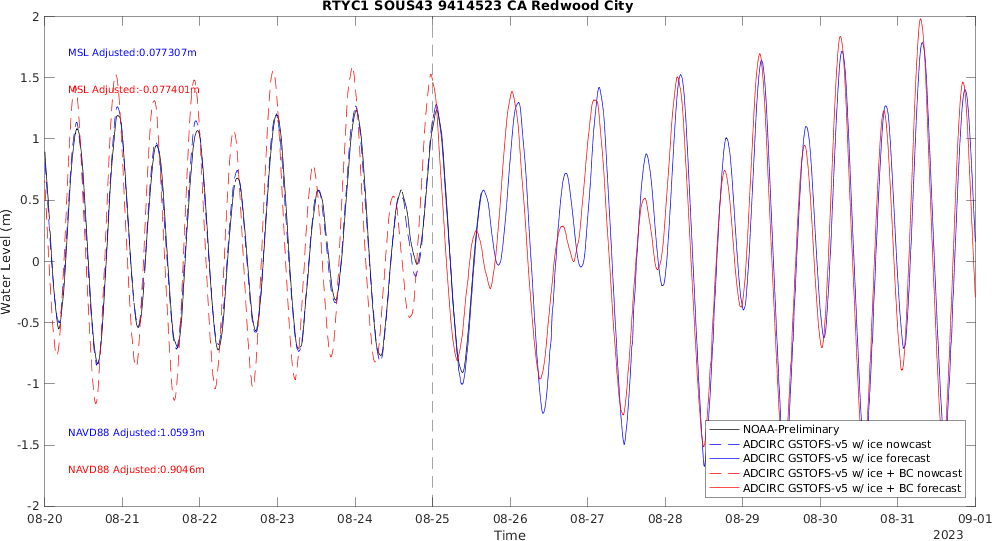 RTYC1 SOUS43 9414523 CA Redwood City
MSL Adjusted:0.077307m
MSL Adjusted:-0.077401m
NAVD88 Adjusted:1.0593m
NAVD88 Adjusted:0.9046m
Water Level (m)
2
1.5
1
0.5
0
-0.5
-1
-1.5
-2
NOAA-Preliminary
ADCIRC GSTOFS-v5 w/ ice nowcast
ADCIRC GSTOFS-v5 w/ ice forecast
ADCIRC GSTOFS-v5 w/ ice + BC nowcast
ADCIRC GSTOFS-v5 w/ ice + BC forecast
08-20 08-21 08-22 08-23 08-24 08-25 08-26 08-27 08-28 08-29 08-30 08-31 09-01
Time
2023